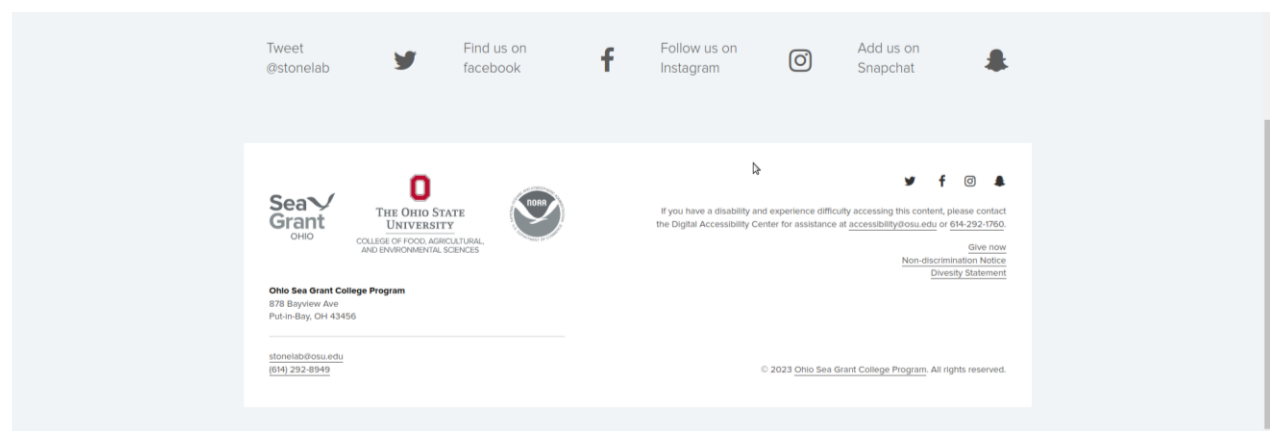 Tweet
@stonelab
Find us on
facebook
Follow us on
Instagram
Add us on
Snapchat
Sea
Grant
OHIO
THE OHIO STATE
UNIVERSITY
COLLEGE OF FOOD, AGRICULTURAL,
AND ENVIRONMENTAL SCIENCES
NOAA
If you have a disability and experience difficulty accessing this content, please contact
the Digital Accessibility Center for assistance at accessibility@osu.edu or 614-292-1760.
Give now
Non-discrimination Notice
Divesity Statement
Ohio Sea Grant College Program
878 Bayview Ave
Put-in-Bay, OH 43456
stonelab@osu.edu
(614) 292-8949
© 2023 Ohio Sea Grant College Program. All rights reserved.